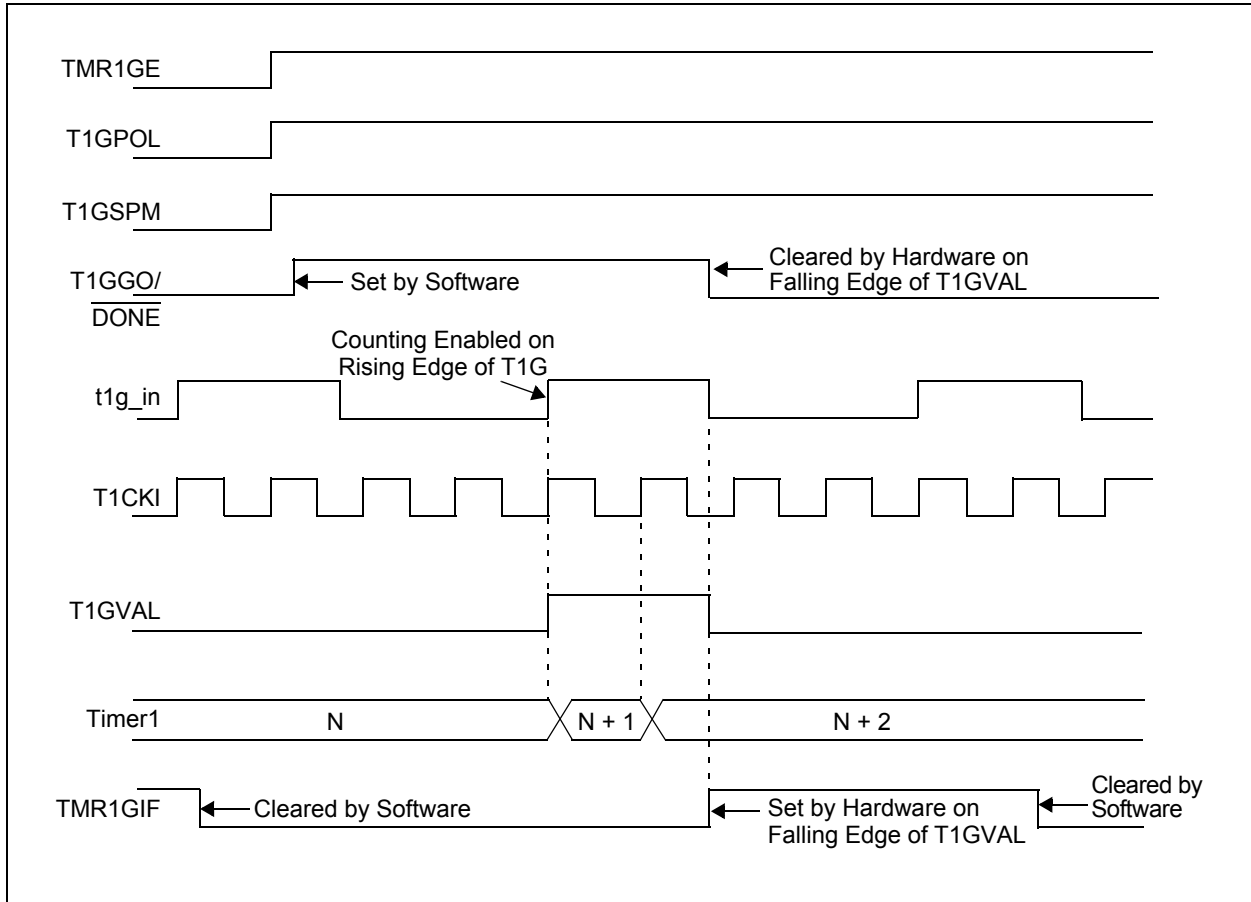 TMR1GE
T1GPOL
T1GSPM
T1GGO/
DONE
Set by Software
Cleared by Hardware on
Falling Edge of T1GVAL
Counting Enabled on
Rising Edge of T1G
t1g_in
T1CKI
T1GVAL
Timer1
N
N + 1
N + 2
TMR1GIF
Cleared by Software
Set by Hardware on
Falling Edge of T1GVAL
Cleared by
Software